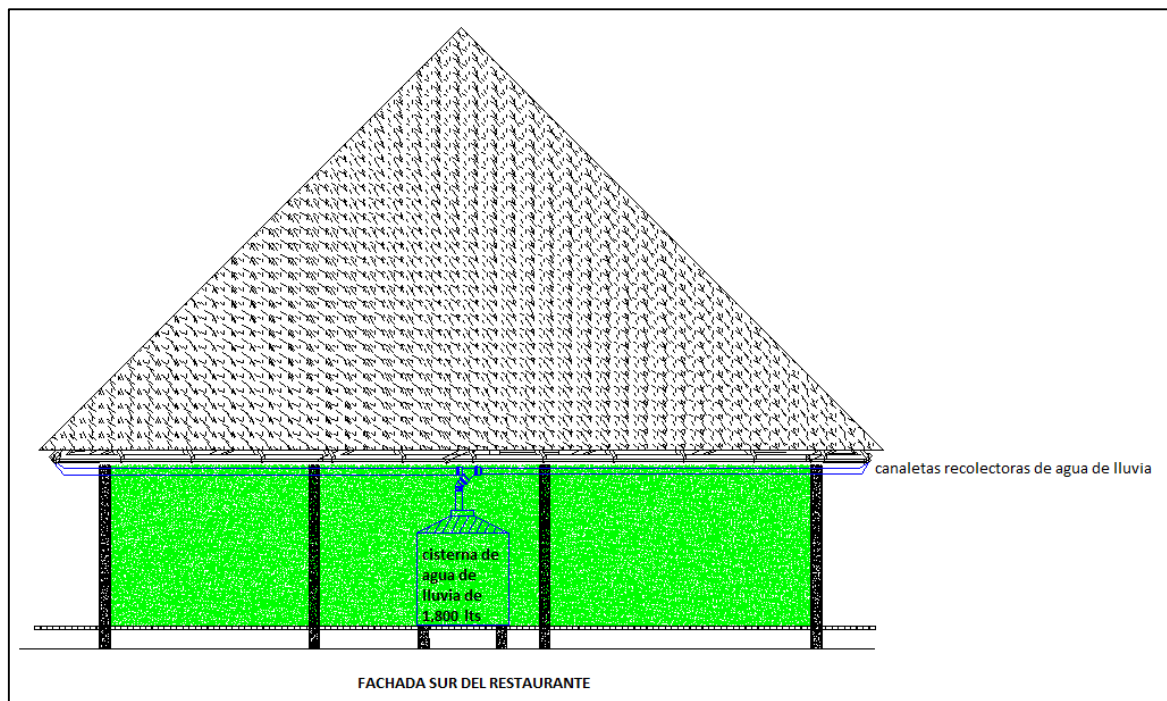 canaletas recolectoras de agua de lluvia
cisterna de
agua de
lluvia de
1,800 lts
FACHADA SUR DEL RESTAURANTE